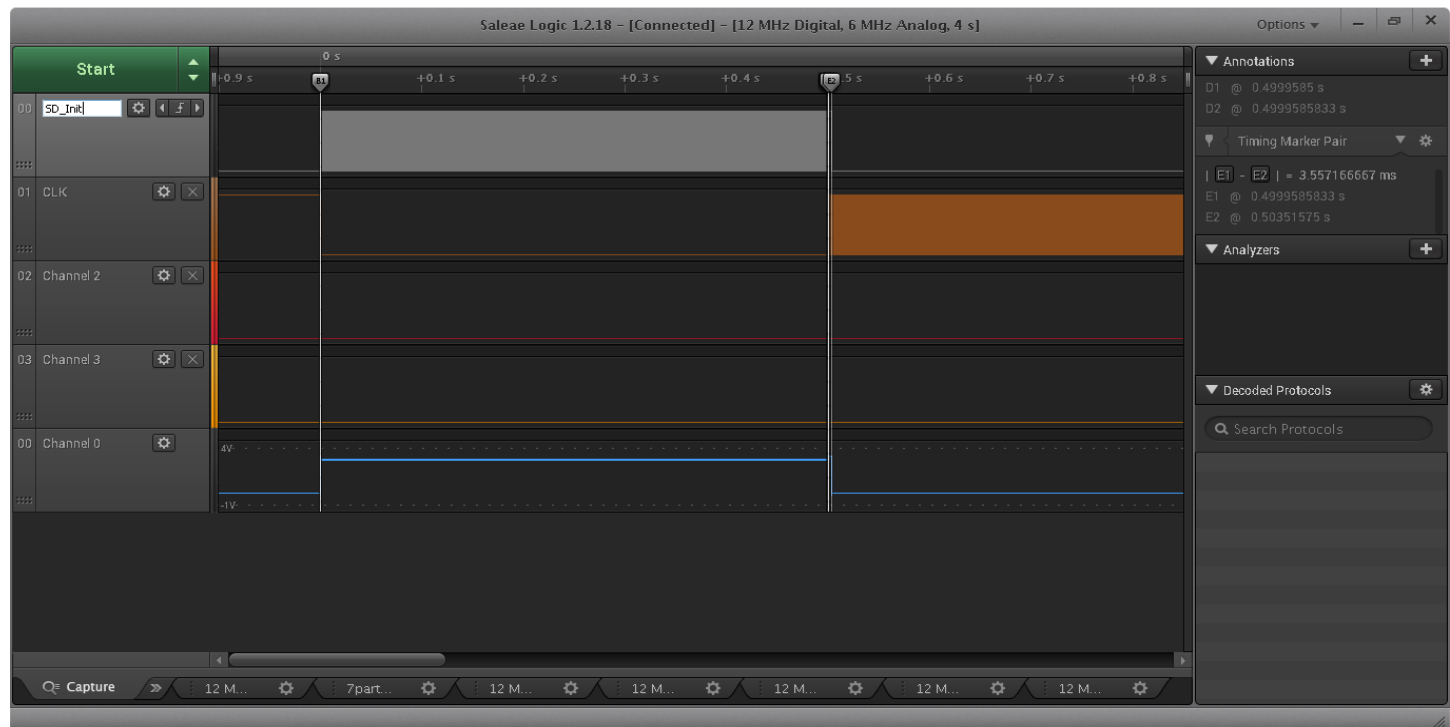 Saleae Logic 1.2.18 – [Connected] – [12 MHz Digital, 6 MHz Analog, 4 s]
Options
Start
0 s
+0.9 s
B1
+0.1 s
+0.2 s
+0.3 s
+0.4 s
E2
.5 s
+0.6 s
+0.7 s
+0.8 s
00
SD_Init
01
CLK
02
Channel 2
03
Channel 3
00
Channel 0
4V
-1V
Annotations
D1 @ 0.4999585 s
D2 @ 0.4999585833 s
Timing Marker Pair
| E1 - E2 | = 3.557166667 ms
E1 @ 0.4999585833 s
E2 @ 0.50351575 s
Analyzers
Decoded Protocols
Search Protocols
Capture
12 M...
7part...
12 M...
12 M...
12 M...
12 M...
12 M...